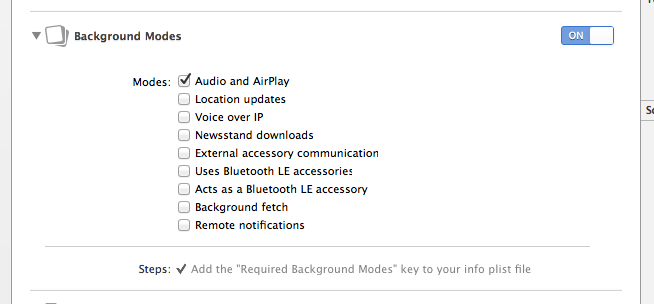 Background Modes
ON
Modes: Audio and AirPlay
Location updates
Voice over IP
Newsstand downloads
External accessory communication
Uses Bluetooth LE accessories
Acts as a Bluetooth LE accessory
Background fetch
Remote notifications
Steps: ✓ Add the "Required Background Modes" key to your info plist file